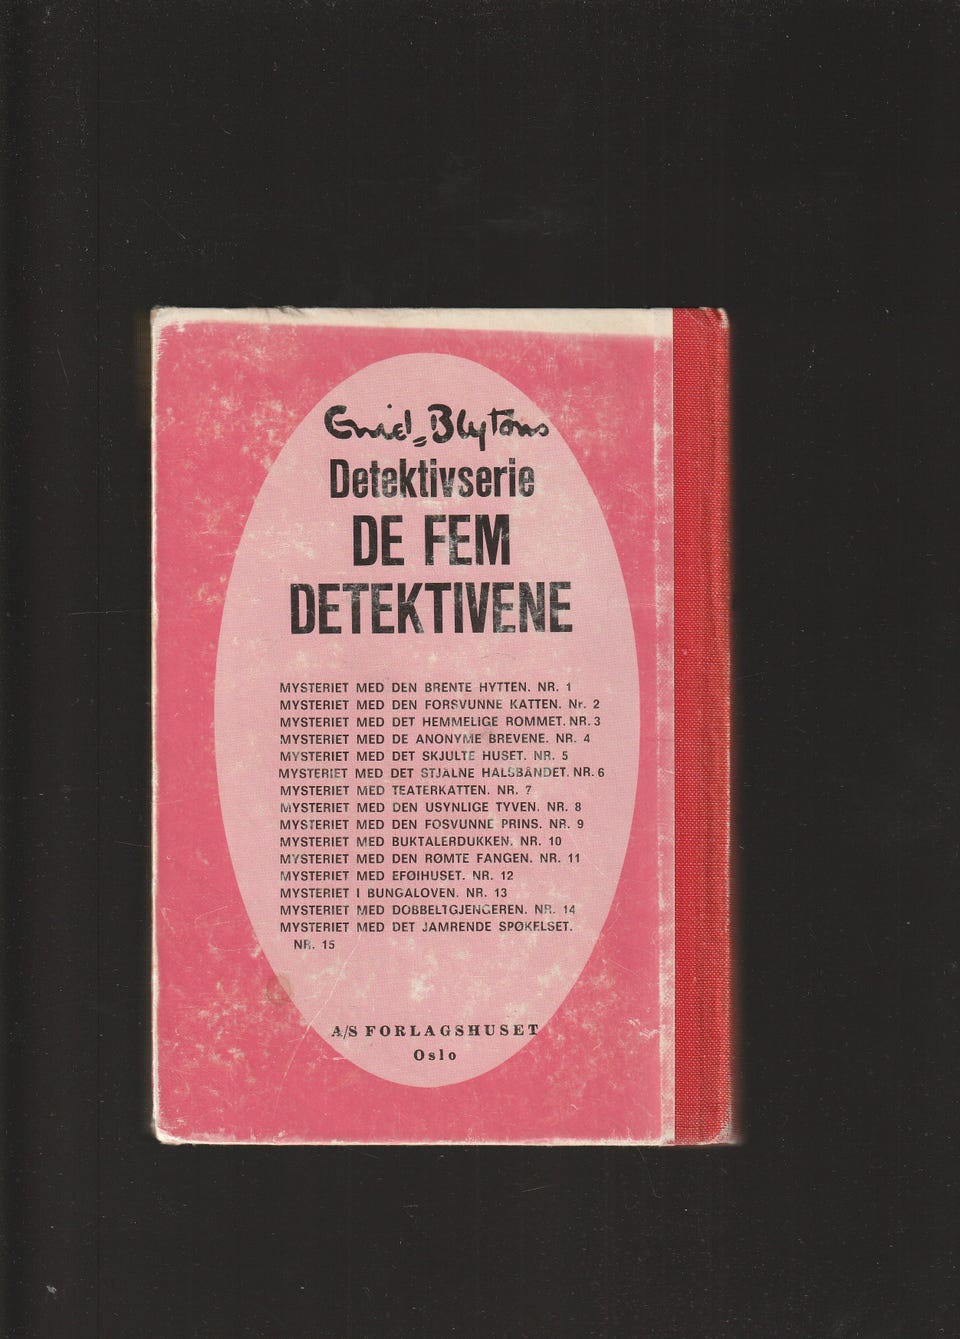 Enid Blytons
Detektivserie
DE FEM
DETEKTIVENE
MYSTERIET MED DEN BRENTE HYTTEN. NR. 1
MYSTERIET MED DEN FORSVUNNE KATTEN. Nr. 2
MYSTERIET MED DET HEMMELIGE ROMMET. NR. 3
MYSTERIET MED DE ANONYME BREVENE. NR. 4
MYSTERIET MED DET SKJULTE HUSET. NR. 5
MYSTERIET MED DET STJALNE HALSBÅNDET. NR. 6
MYSTERIET MED TEATERKATTEN. NR. 7
MYSTERIET MED DEN USYNLIGE TYVEN. NR. 8
MYSTERIET MED DEN FOSVUNNE PRINS. NR. 9
MYSTERIET MED BUKTALERDUKKEN. NR. 10
MYSTERIET MED DEN RØMTE FANGEN. NR. 11
MYSTERIET MED EFØIHUSET. NR. 12
MYSTERIET I BUNGALOVEN. NR. 13
MYSTERIET MED DOBBELTGJENGEREN. NR. 14
MYSTERIET MED DET JAMRENDE SPØKELSET.
NR. 15
A/S FORLAGSHUSET
Oslo